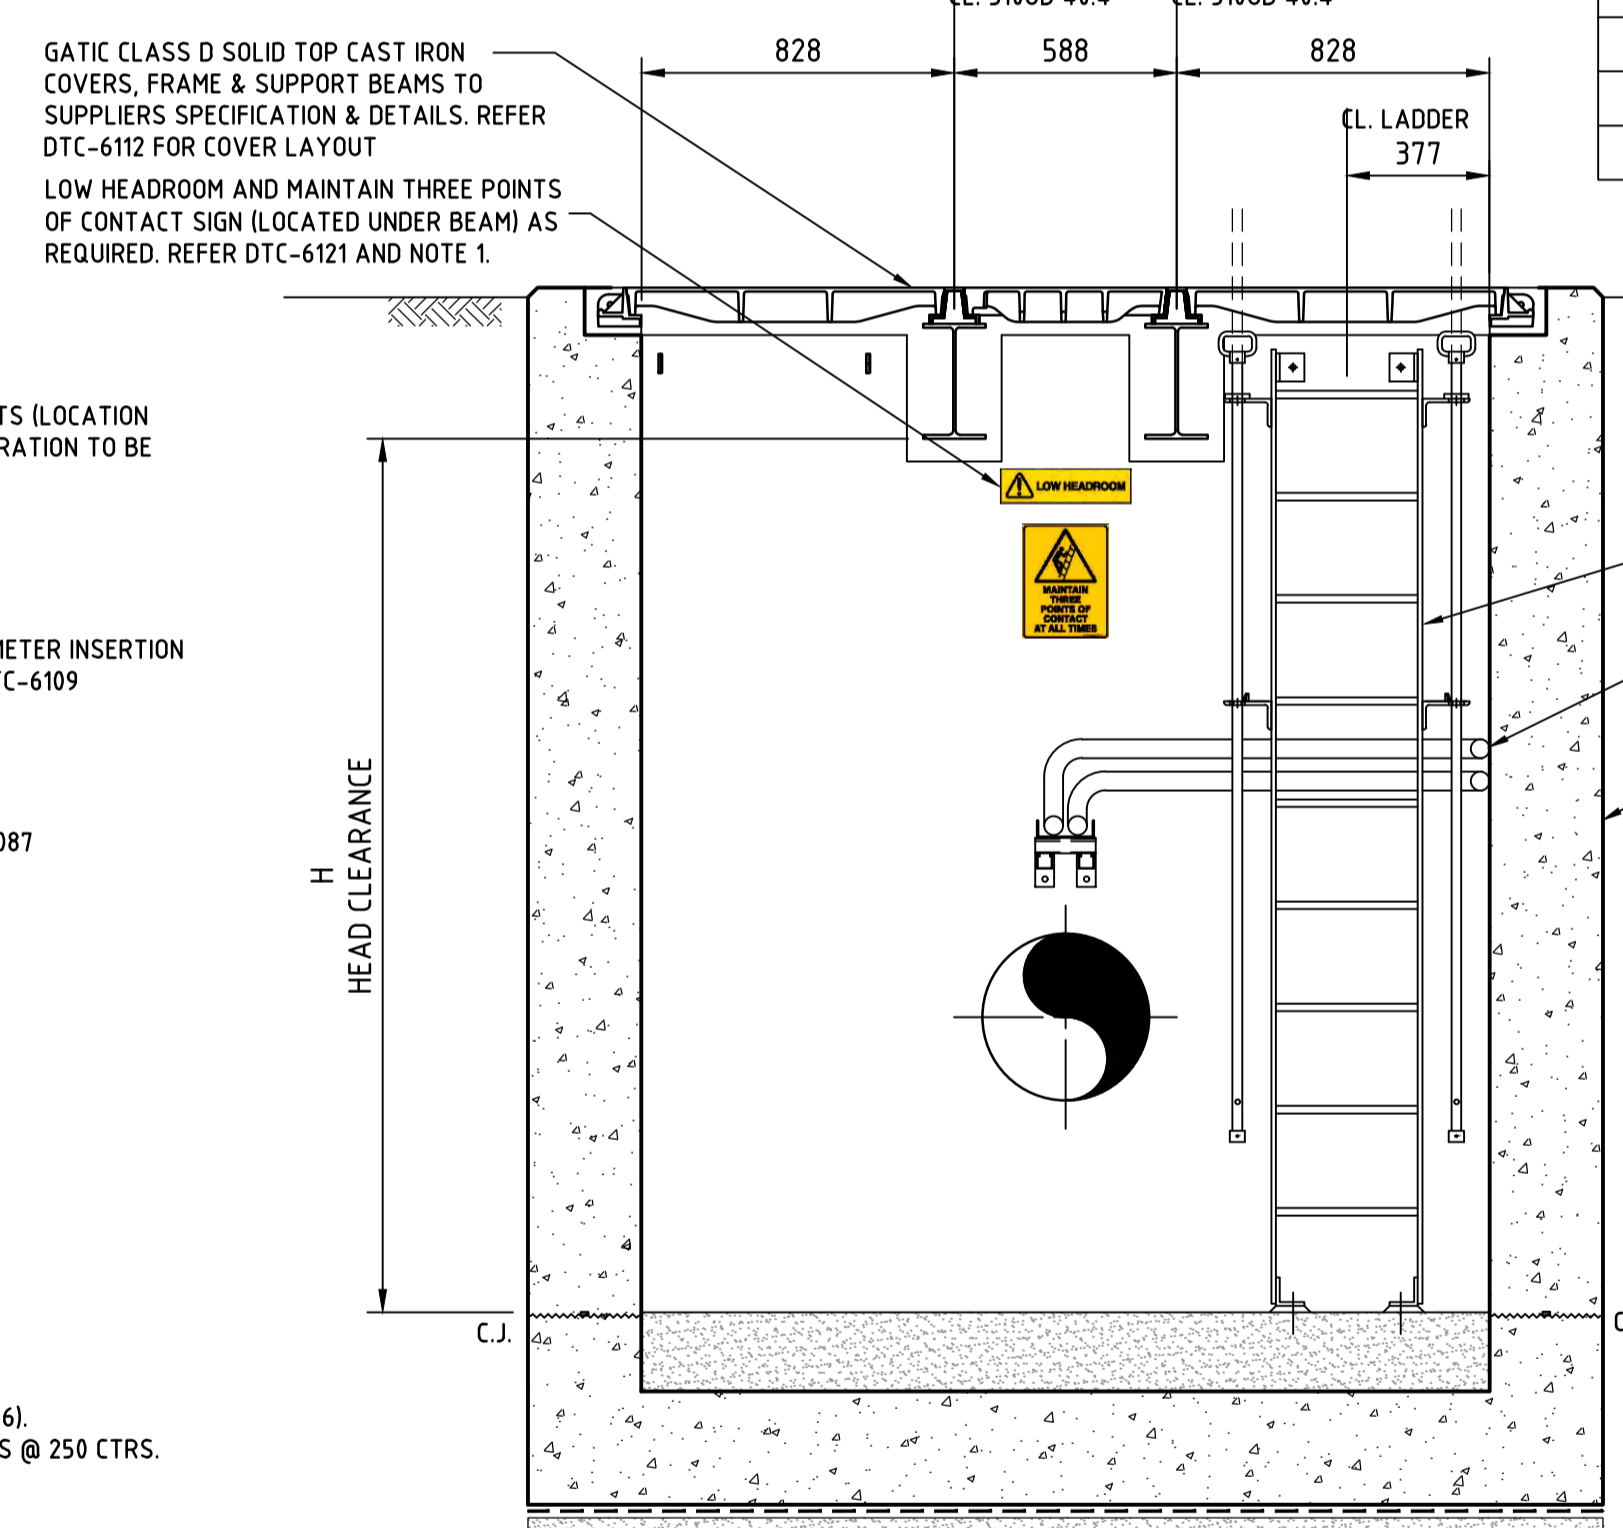 828
588
828
CL. LADDER
377
GATIC CLASS D SOLID TOP CAST IRON
COVERS, FRAME & SUPPORT BEAMS TO
SUPPLIERS SPECIFICATION & DETAILS. REFER
DTC-6112 FOR COVER LAYOUT
LOW HEADROOM AND MAINTAIN THREE POINTS
OF CONTACT SIGN (LOCATED UNDER BEAM) AS
REQUIRED. REFER DTC-6121 AND NOTE 1.
TS (LOCATION
RATION TO BE
LOW HEADROOM
MAINTAIN
THREE
POINTS OF
CONTACT
AT ALL TIMES
METER INSERTION
TC-6109
087
H
HEAD CLEARANCE
C.J.
6).
S @ 250 CTRS.